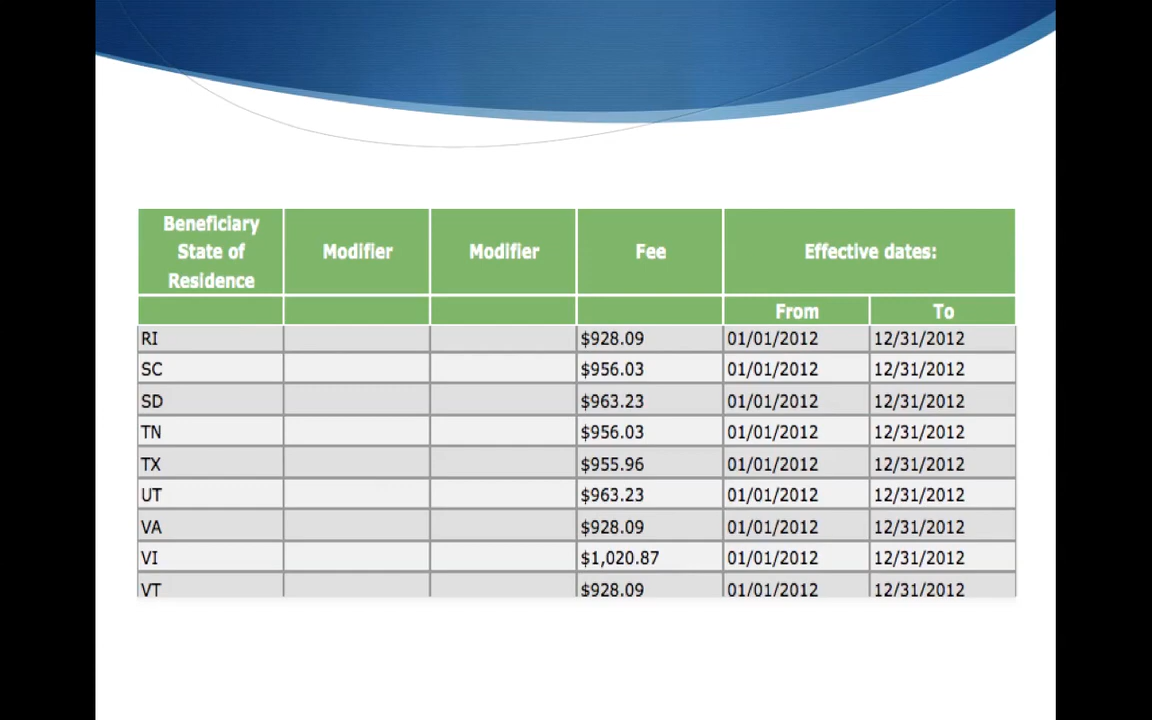 Beneficiary State of Residence Modifier Modifier Fee Effective dates:
From To
RI $928.09 01/01/2012 12/31/2012
SC $956.03 01/01/2012 12/31/2012
SD $963.23 01/01/2012 12/31/2012
TN $956.03 01/01/2012 12/31/2012
TX $955.96 01/01/2012 12/31/2012
UT $963.23 01/01/2012 12/31/2012
VA $928.09 01/01/2012 12/31/2012
VI $1,020.87 01/01/2012 12/31/2012
VT $928.09 01/01/2012 12/31/2012